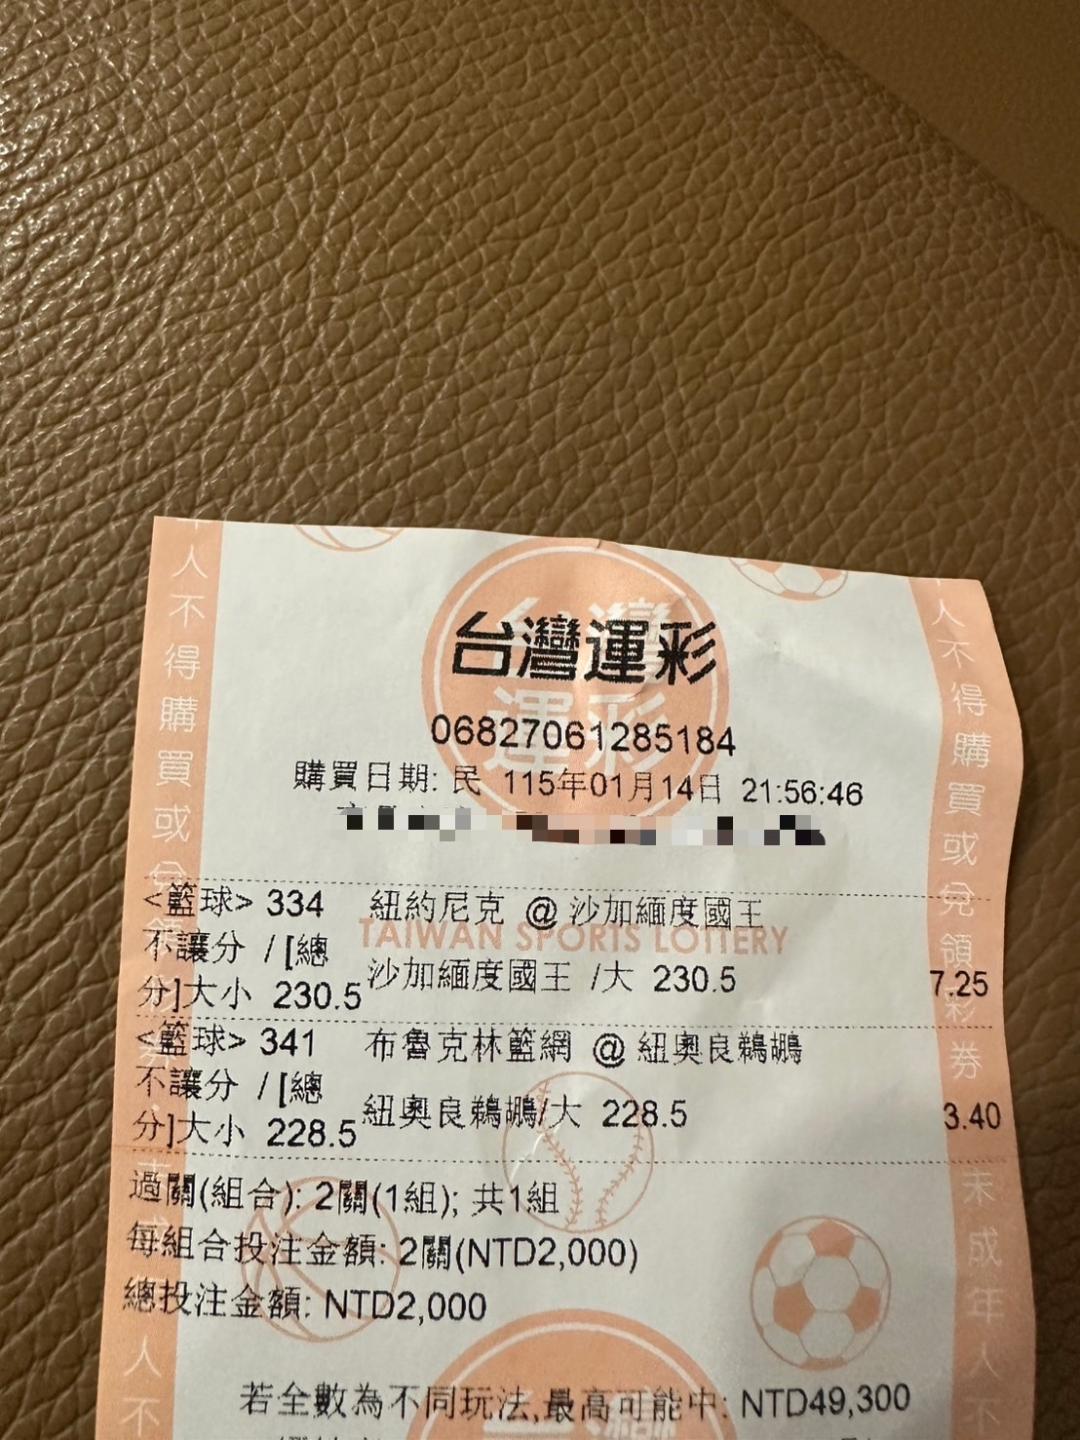 台灣運彩
06827061285184
購買日期: 民 115年01月14日 21:56:46
<籃球> 334 紐約尼克 @ 沙加緬度國王
TAIWAN SPORTS LOTTERY
不讓分 / [總
分]大小 230.5 沙加緬度國王 /大 230.5 7.25
<籃球> 341 布魯克林籃網 @ 紐奧良鵜鶘
不讓分 / [總
分]大小 228.5 紐奧良鵜鶘/大 228.5 3.40
過關(組合): 2關(1組); 共1組
每組合投注金額: 2關(NTD2,000)
總投注金額: NTD2,000
若全數為不同玩法,最高可能中: NTD49,300
人不得購買或兌領彩券
人不
人不得購買或兌領彩券
未成年人不